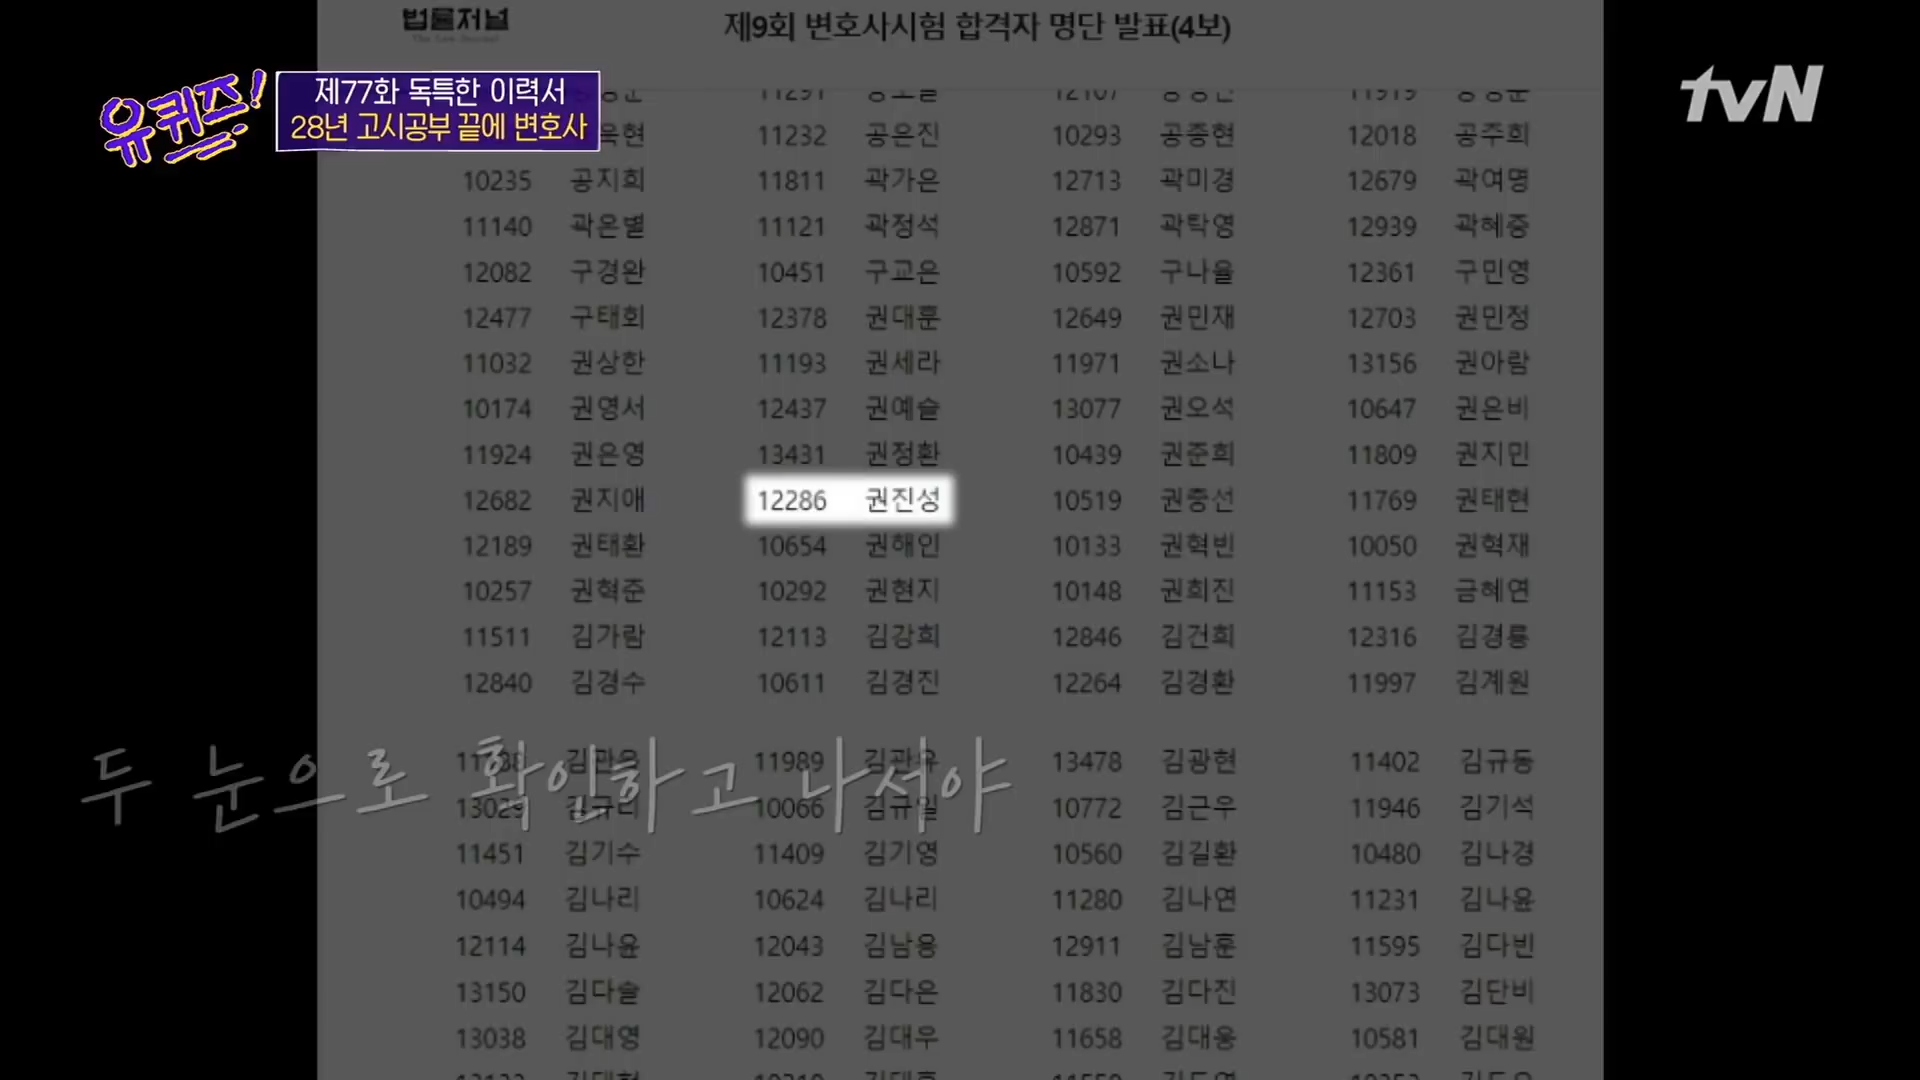 법률저널
The Law Journal
제9회 변호사시험 합격자 명단 발표(4보)
유퀴즈!
제77화 독특한 이력서
28년 고시공부 끝에 변호사
tvN
11232 공은진 10293 공종현 12018 공주희
10235 공지희 11811 곽가은 12713 곽미경 12679 곽여명
11140 곽은별 11121 곽정석 12871 곽탁영 12939 곽혜중
12082 구경완 10451 구교은 10592 구나율 12361 구민영
12477 구태회 12378 권대훈 12649 권민재 12703 권민정
11032 권상한 11193 권세라 11971 권소나 13156 권아람
10174 권영서 12437 권예슬 13077 권오석 10647 권은비
11924 권은영 13431 권정환 10439 권준희 11809 권지민
12682 권지애 12286 권진성 10519 권중선 11769 권태현
12189 권태환 10654 권해인 10133 권혁빈 10050 권혁재
10257 권혁준 10292 권현지 10148 권희진 11153 금혜연
11511 김가람 12113 김강희 12846 김건희 12316 김경룡
12840 김경수 10611 김경진 12264 김경환 11997 김계원
11989 김관우 13478 김광현 11402 김규동
두 눈으로 확인하고 나서야
13029 김규리 10066 김규일 10772 김근우 11946 김기석
11451 김기수 11409 김기영 10560 김길환 10480 김나경
10494 김나리 10624 김나리 11280 김나연 11231 김나윤
12114 김나윤 12043 김남용 12911 김남훈 11595 김다빈
13150 김다슬 12062 김다은 11830 김다진 13073 김단비
13038 김대영 12090 김대우 11658 김대웅 10581 김대원